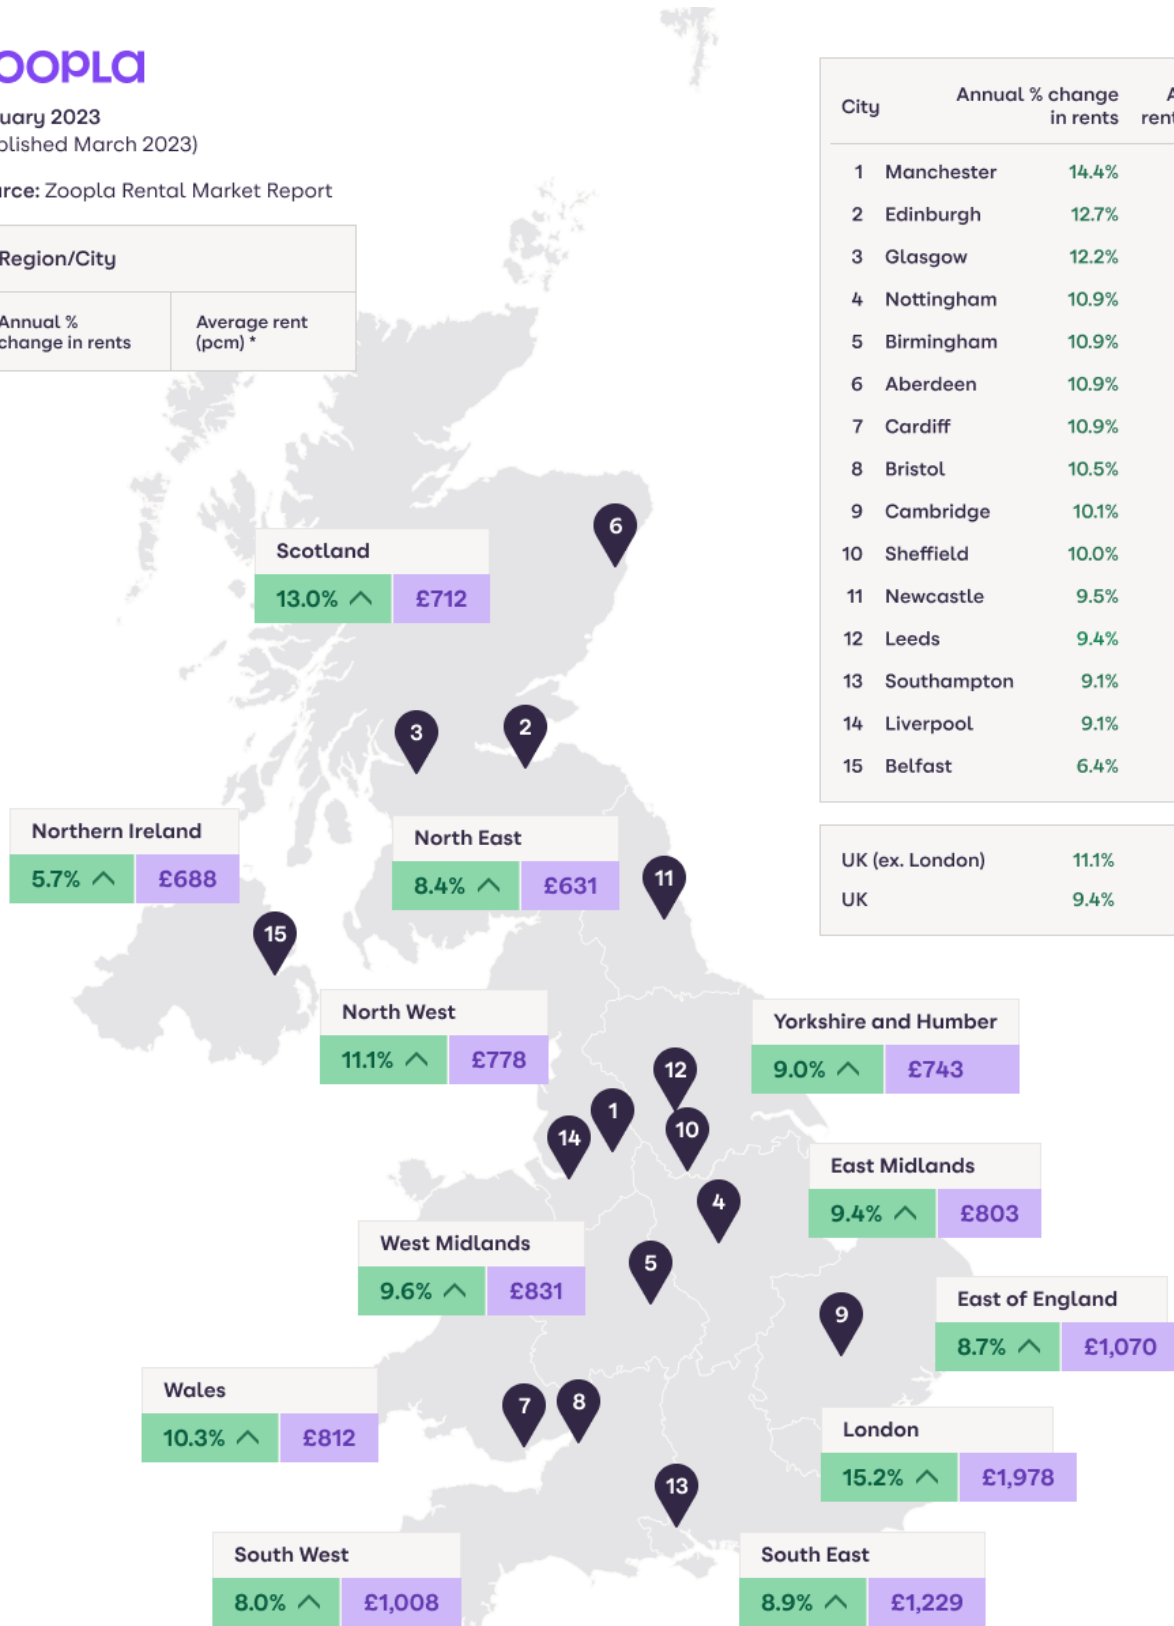 oopla
uary 2023
blished March 2023)
rce: Zoopla Rental Market Report
Region/City
Annual %
change in rents
Average rent
(pcm) *
City
Annual % change
in rents
A
rent
1 Manchester 14.4%
2 Edinburgh 12.7%
3 Glasgow 12.2%
4 Nottingham 10.9%
5 Birmingham 10.9%
6 Aberdeen 10.9%
7 Cardiff 10.9%
8 Bristol 10.5%
9 Cambridge 10.1%
10 Sheffield 10.0%
11 Newcastle 9.5%
12 Leeds 9.4%
13 Southampton 9.1%
14 Liverpool 9.1%
15 Belfast 6.4%
UK (ex. London) 11.1%
UK 9.4%
6
Scotland
13.0% £712
3
2
Northern Ireland
5.7% £688
North East
8.4% £631
11
15
North West
11.1% £778
Yorkshire and Humber
9.0% £743
12
1
14
10
East Midlands
9.4% £803
4
West Midlands
9.6% £831
5
9
East of England
8.7% £1,070
Wales
10.3% £812
7
8
London
15.2% £1,978
13
South West
8.0% £1,008
South East
8.9% £1,229